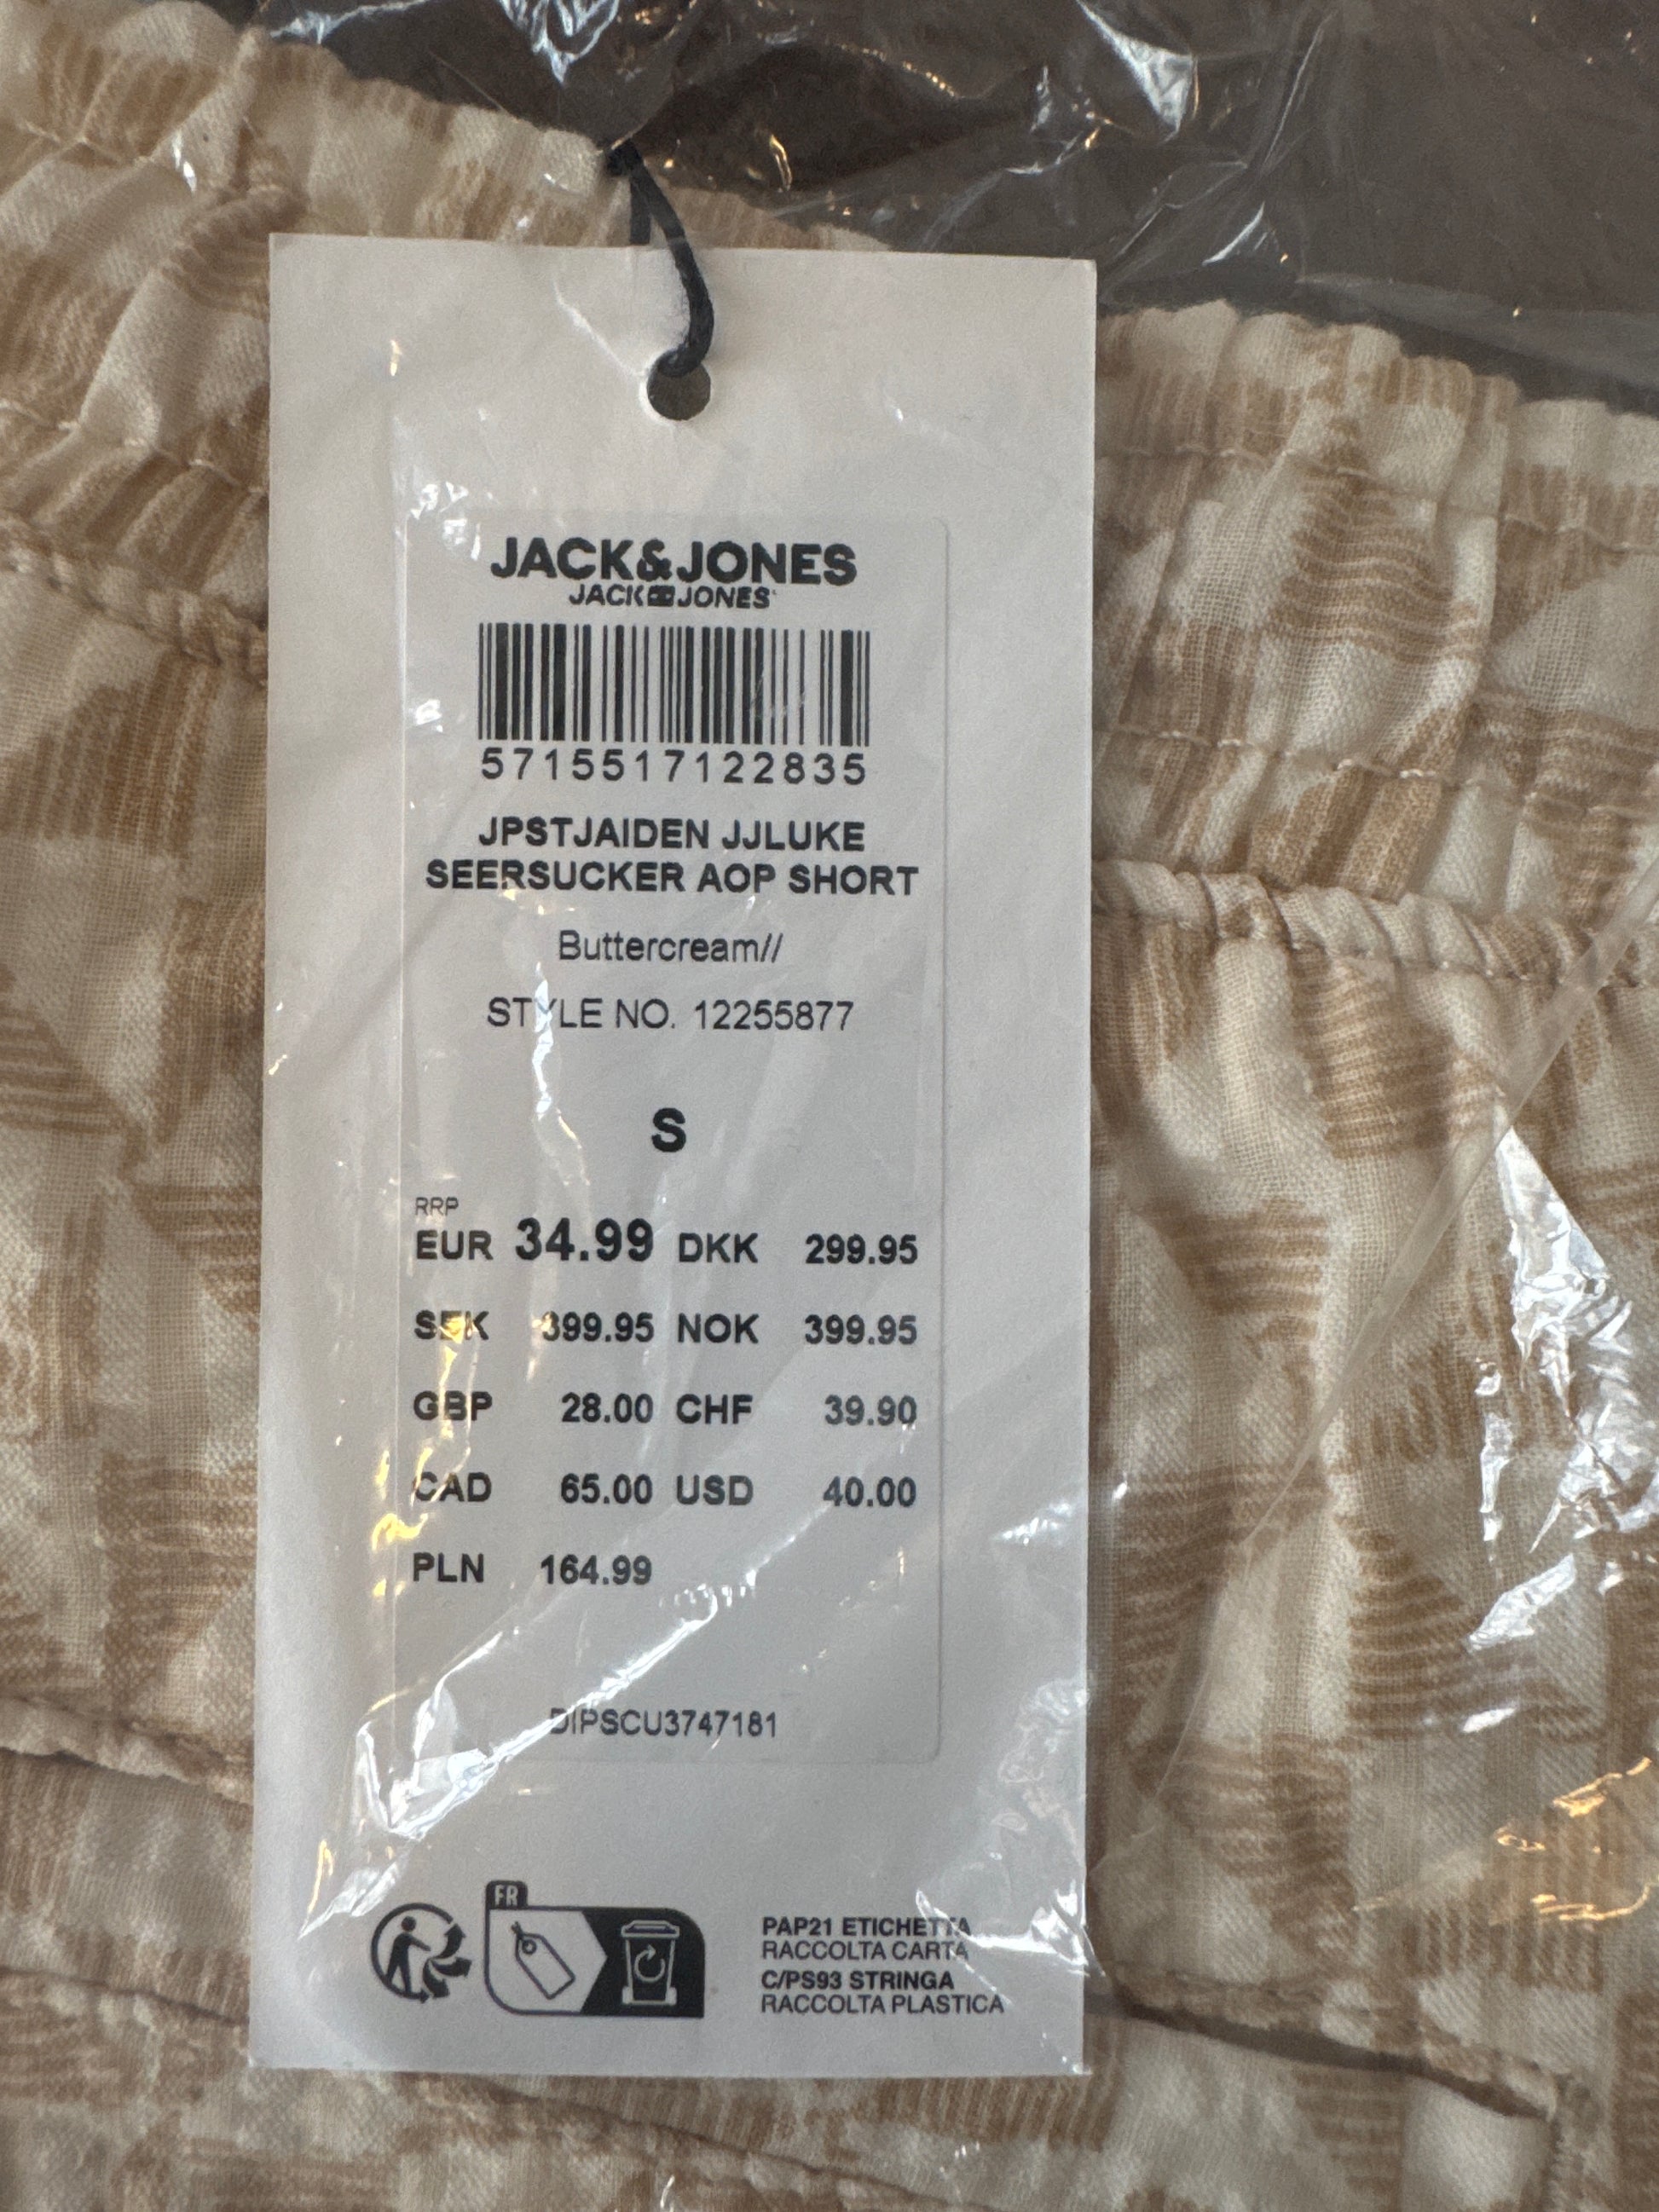 JACK&JONES
JACK&JONES
5715517122835
JPSTJAIDEN JJLUKE
SEERSUCKER AOP SHORT
Buttercream//
STYLE NO. 12255877
S
RRP
EUR 34.99 DKK 299.95
SEK 399.95 NOK 399.95
GBP 28.00 CHF 39.90
CAD 65.00 USD 40.00
PLN 164.99
DIPSCU3747181
FR
PAP21 ETICHETTA
RACCOLTA CARTA
C/PS93 STRINGA
RACCOLTA PLASTICA